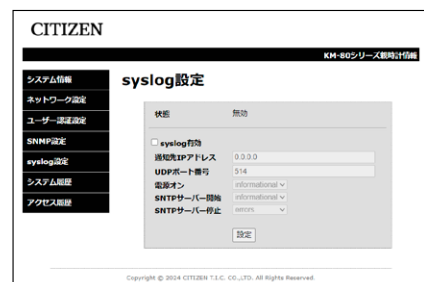 CITIZEN
KM-80シリーズ親時計情報
システム情報
ネットワーク設定
ユーザー認証設定
SNMP設定
syslog設定
システム履歴
アクセス履歴
syslog設定
状態 無効
syslog有効
通知先IPアドレス 0.0.0.0
UDPポート番号 514
電源オン informational
SNTPサーバー開始 informational
SNTPサーバー停止 errors
設定
Copyright © 2014 CITIZEN T.I.C. CO.,LTD. All Rights Reserved.